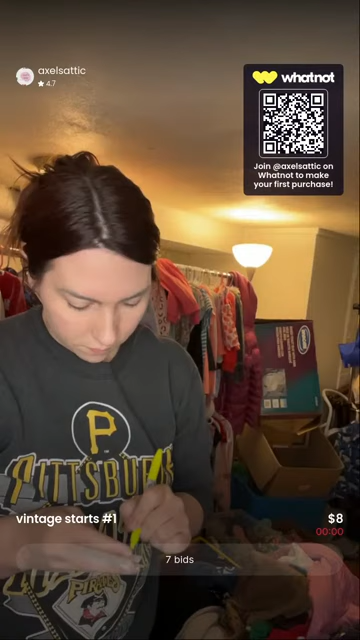 axelsattic
★ 4.7
whatnot
Join @axelsattic on
Whatnot to make
your first purchase!
P
PITTSBURGH
PIRATES
vintage starts #1
$8
00:00
7 bids